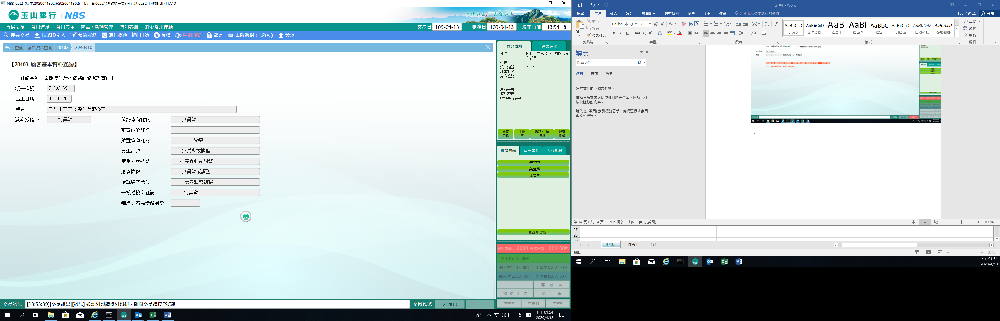 NBS-uat2 (版本:2020041302.b2020041302) 使用者:00224(測試櫃一寅) 分行別:9232 工作站:L9711A10
玉山銀行 | NBS
心清如玉 義重如山
自選交易 常用連結 常用表單 商品 / 活動管理 智能客服 消金常用連結
交易日 109-04-13 帳務日 109-04-13 現在時間 13:54:18
搜尋交易 帳號ID引入 預約服務 蒞行提醒 日誌 授權 廣播:303 鎖定 重啟週邊 (已啟動) 簽退
查詢 存戶資料查詢 20403 2040310
【20403 顧客基本資料查詢】
【註記事項—逾期授信戶及債務註記處理查詢】
統一編號 71002129
出生日期 089/01/01
戶名 測試洪三巳（股）有限公司
逾期授信戶 - 無異動 債務協商註記 - 無異動
前置調解註記
前置協商註記 - 無變更
更生註記 - 無異動或調整
更生結案狀態 - 無異動或調整
清算註記 - 無異動或調整
清算結案狀態 - 無異動或調整
一致性協商註記 - 無異動
無擔保消金債務展延
身分識別 產品往來
姓名 測試洪三巳（股）有限公司
測試黃一一
生日
統一編號 71002129
理專姓名
身分註記
注意事項
簡訊密碼
近期事故異動
顧客資訊 手續費 通路/共同行銷 顧客影像
推薦商品 重要事件 互動記錄
無資料
無資料
無資料
一般轉介登錄
服務號碼： 0000 等候時間： 00分00秒
V I P:0人 00分
個人交易:0人 00分 企業交易:0人 00分
開戶/申請:0人 00分 外匯業務:0人 00分
再 呼 叫
預 約 叫 號 結 束
無資料 無資料 無資料
交易訊息 [13:53:39][交易訊息][訊息] 如需列印請按列印鈕，離開交易請按ESC鍵
交易代號 20403
英 下午 01:54
2020/4/13
文件1 - Word
檔案 常用 插入 設計 版面配置 參考資料 郵件 校閱 檢視 告訴我您想要執行的動作... TEST19125 共用
貼上 剪下 複製 複製格式
Calibri (本文) 12
AaBbCcD 內文 AaBbCcD 無間距 AaB 標題 1 AaBl 標題 2 AaBbC 標題 AaBbCcD 副標題 AaBbCcD 區別強調 AaBbCcD 強調斜體
尋找 取代 選取
剪貼簿 字型 段落 樣式 編輯
導覽
搜尋文件
標題 頁面 結果
建立文件的互動式外框。
這種方法非常方便您追蹤所在位置，同時也可
以快速移動內容。
請先從 [常用] 索引標籤著手，將標題樣式套用
至文件標題。
統一編號 71002129
第 14 頁，共 14 頁 306 個字 英文 (美國) 100%
27
28
20403 工作表1
編輯 87%
下午 01:54
2020/4/13